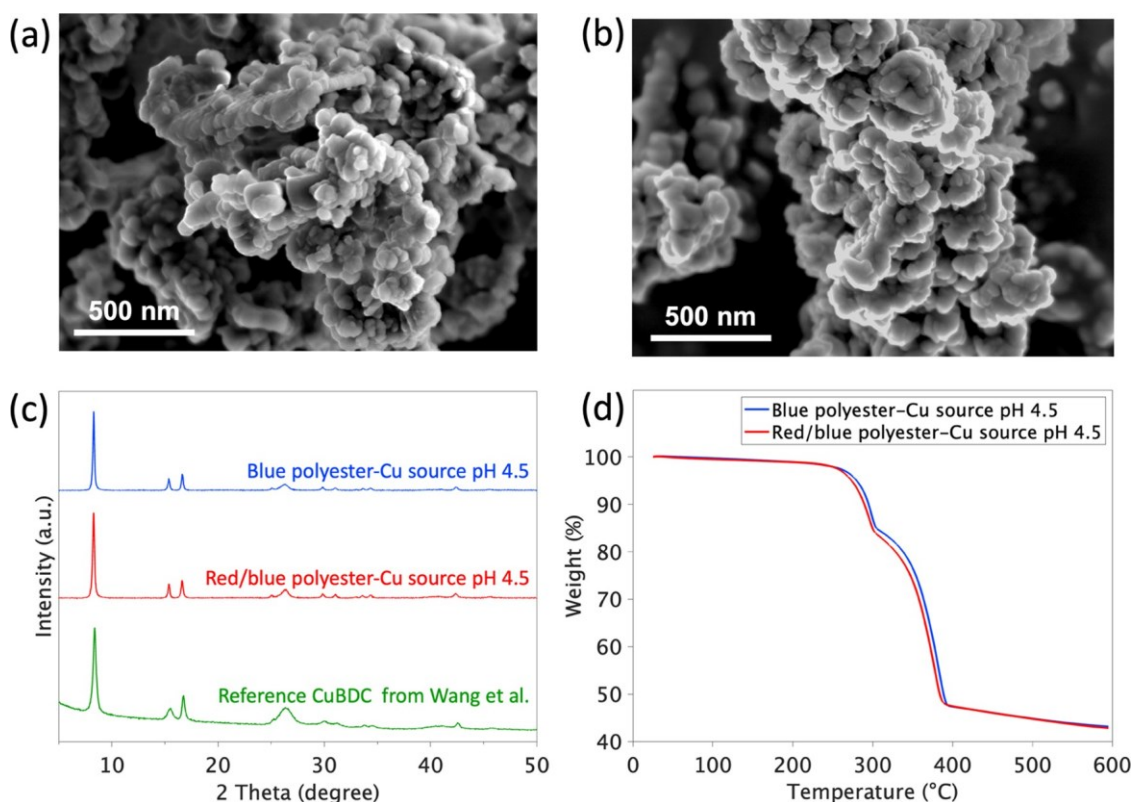 (a)
500 nm
(b)
500 nm
(c)
Intensity (a.u.)
Blue polyester-Cu source pH 4.5
Red/blue polyester-Cu source pH 4.5
Reference CuBDC from Wang et al.
10
20
30
40
50
2 Theta (degree)
(d)
Blue polyester-Cu source pH 4.5
Red/blue polyester-Cu source pH 4.5
Weight (%)
100
90
80
70
60
50
40
0
100
200
300
400
500
600
Temperature (°C)